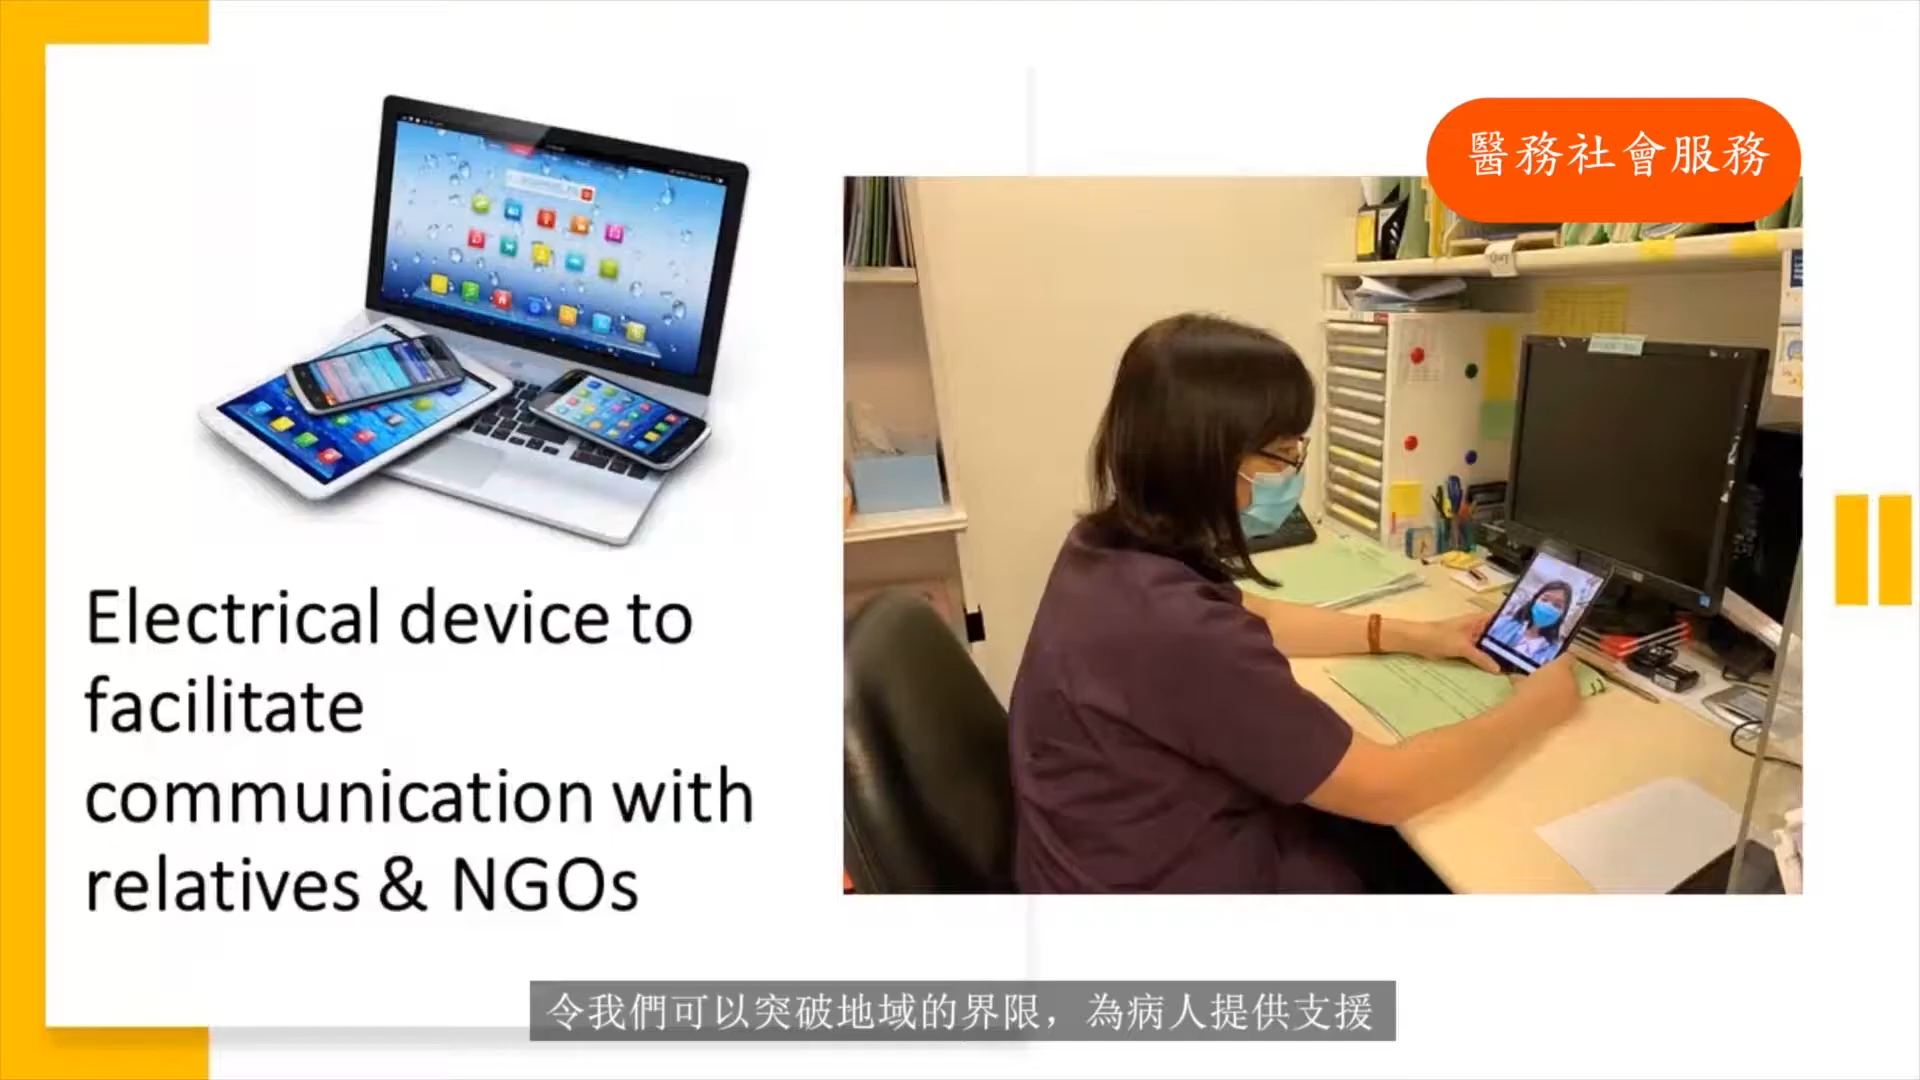 醫務社會服務
Electrical device to
facilitate
communication with
relatives & NGOs
令我們可以突破地域的界限，為病人提供支援